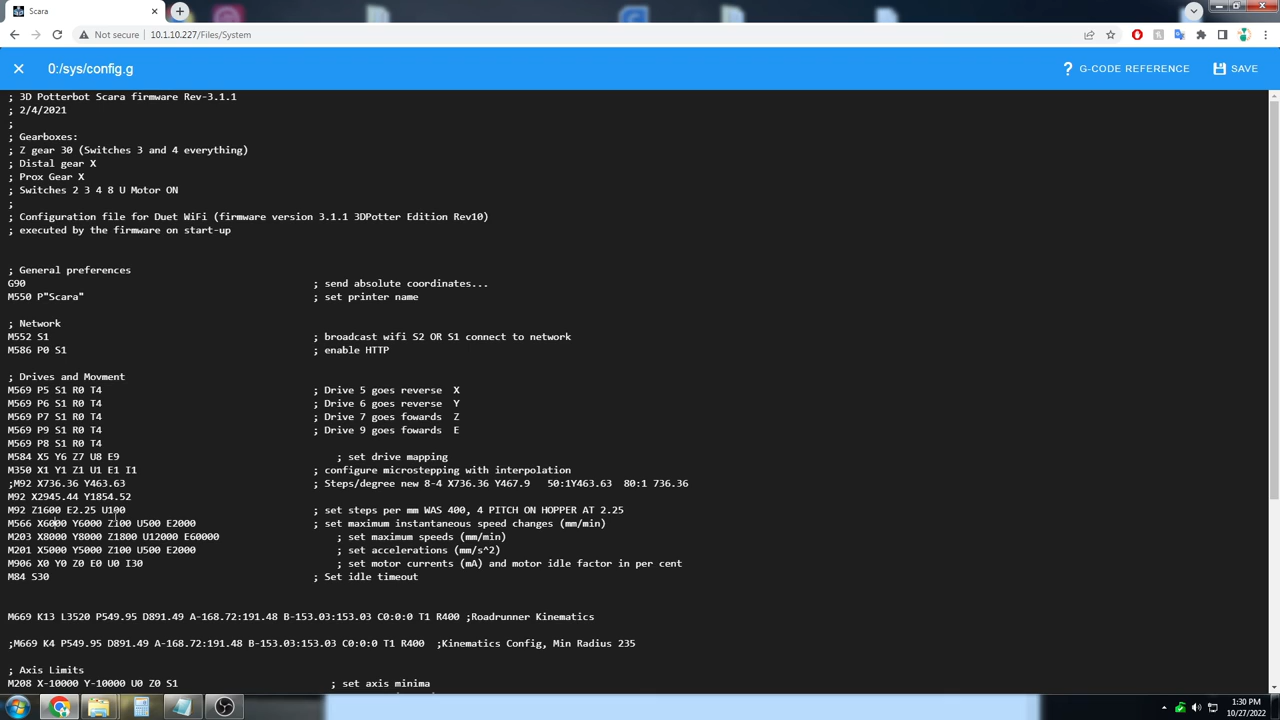 Scara
Not secure
10.1.10.227/Files/System
0:/sys/config.g
G-CODE REFERENCE
SAVE
; 3D Potterbot Scara firmware Rev-3.1.1
; 2/4/2021
;
; Gearboxes:
; Z gear 30 (Switches 3 and 4 everything)
; Distal gear X
; Prox Gear X
; Switches 2 3 4 8 U Motor ON
;
; Configuration file for Duet WiFi (firmware version 3.1.1 3DPotter Edition Rev10)
; executed by the firmware on start-up
; General preferences
G90 ; send absolute coordinates...
M550 P"Scara" ; set printer name
; Network
M552 S1 ; broadcast wifi S2 OR S1 connect to network
M586 P0 S1 ; enable HTTP
; Drives and Movment
M569 P5 S1 R0 T4 ; Drive 5 goes reverse X
M569 P6 S1 R0 T4 ; Drive 6 goes reverse Y
M569 P7 S1 R0 T4 ; Drive 7 goes fowards Z
M569 P9 S1 R0 T4 ; Drive 9 goes fowards E
M569 P8 S1 R0 T4
M584 X5 Y6 Z7 U8 E9 ; set drive mapping
M350 X1 Y1 Z1 U1 E1 I1 ; configure microstepping with interpolation
;M92 X736.36 Y463.63 ; Steps/degree new 8-4 X736.36 Y467.9 50:1Y463.63 80:1 736.36
M92 X2945.44 Y1854.52
M92 Z1600 E2.25 U100 ; set steps per mm WAS 400, 4 PITCH ON HOPPER AT 2.25
M566 X6000 Y6000 Z100 U500 E2000 ; set maximum instantaneous speed changes (mm/min)
M203 X8000 Y8000 Z1800 U12000 E60000 ; set maximum speeds (mm/min)
M201 X5000 Y5000 Z100 U500 E2000 ; set accelerations (mm/s^2)
M906 X0 Y0 Z0 E0 U0 I30 ; set motor currents (mA) and motor idle factor in per cent
M84 S30 ; Set idle timeout
M669 K13 L3520 P549.95 D891.49 A-168.72:191.48 B-153.03:153.03 C0:0:0 T1 R400 ;Roadrunner Kinematics
;M669 K4 P549.95 D891.49 A-168.72:191.48 B-153.03:153.03 C0:0:0 T1 R400 ;Kinematics Config, Min Radius 235
; Axis Limits
M208 X-10000 Y-10000 U0 Z0 S1 ; set axis minima
1:30 PM
10/27/2022